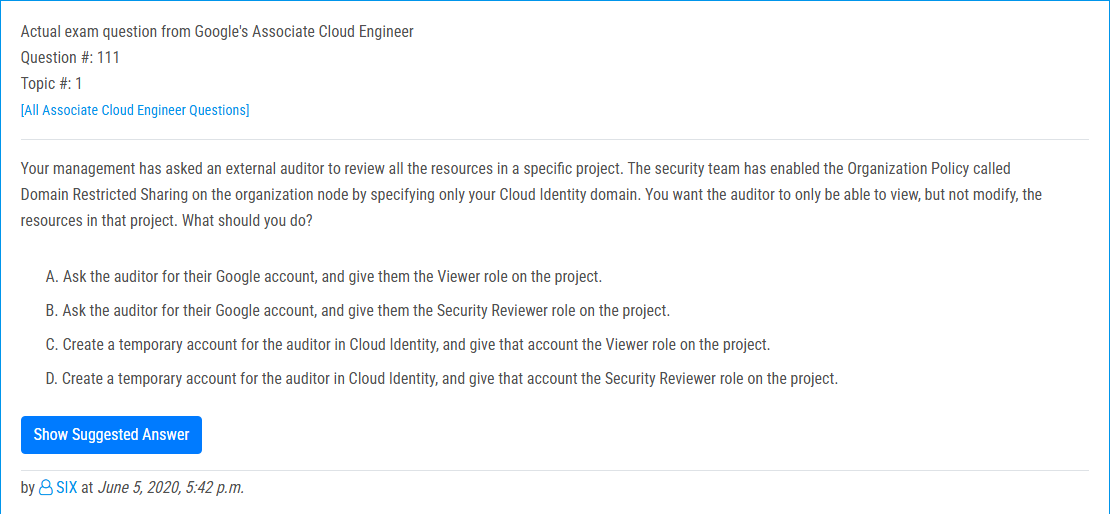 Actual exam question from Google's Associate Cloud Engineer
Question #: 111
Topic #: 1
[All Associate Cloud Engineer Questions]
Your management has asked an external auditor to review all the resources in a specific project. The security team has enabled the Organization Policy called
Domain Restricted Sharing on the organization node by specifying only your Cloud Identity domain. You want the auditor to only be able to view, but not modify, the
resources in that project. What should you do?
A. Ask the auditor for their Google account, and give them the Viewer role on the project.
B. Ask the auditor for their Google account, and give them the Security Reviewer role on the project.
C. Create a temporary account for the auditor in Cloud Identity, and give that account the Viewer role on the project.
D. Create a temporary account for the auditor in Cloud Identity, and give that account the Security Reviewer role on the project.
Show Suggested Answer
by SIX at June 5, 2020, 5:42 p.m.